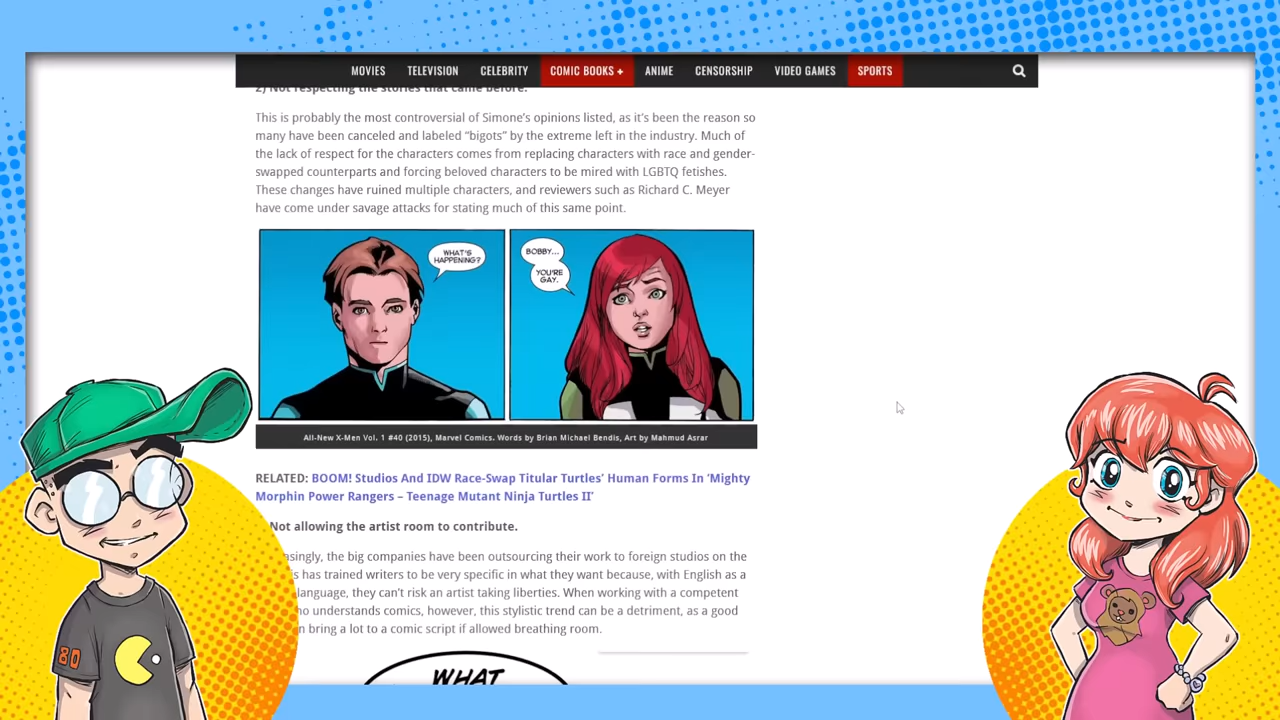 MOVIES TELEVISION CELEBRITY COMIC BOOKS + ANIME CENSORSHIP VIDEO GAMES SPORTS
2) Not respecting the stories that came before.
This is probably the most controversial of Simone's opinions listed, as it's been the reason so
many have been canceled and labeled “bigots” by the extreme left in the industry. Much of
the lack of respect for the characters comes from replacing characters with race and gender-
swapped counterparts and forcing beloved characters to be mired with LGBTQ fetishes.
These changes have ruined multiple characters, and reviewers such as Richard C. Meyer
have come under savage attacks for stating much of this same point.
WHAT'S
HAPPENING?
BOBBY...
YOU'RE
GAY.
All-New X-Men Vol. 1 #40 (2015), Marvel Comics. Words by Brian Michael Bendis, Art by Mahmud Asrar
RELATED: BOOM! Studios And IDW Race-Swap Titular Turtles' Human Forms In 'Mighty
Morphin Power Rangers – Teenage Mutant Ninja Turtles II'
Not allowing the artist room to contribute.
asingly, the big companies have been outsourcing their work to foreign studios on the
s has trained writers to be very specific in what they want because, with English as a
language, they can't risk an artist taking liberties. When working with a competent
no understands comics, however, this stylistic trend can be a detriment, as a good
n bring a lot to a comic script if allowed breathing room.
WHAT
80